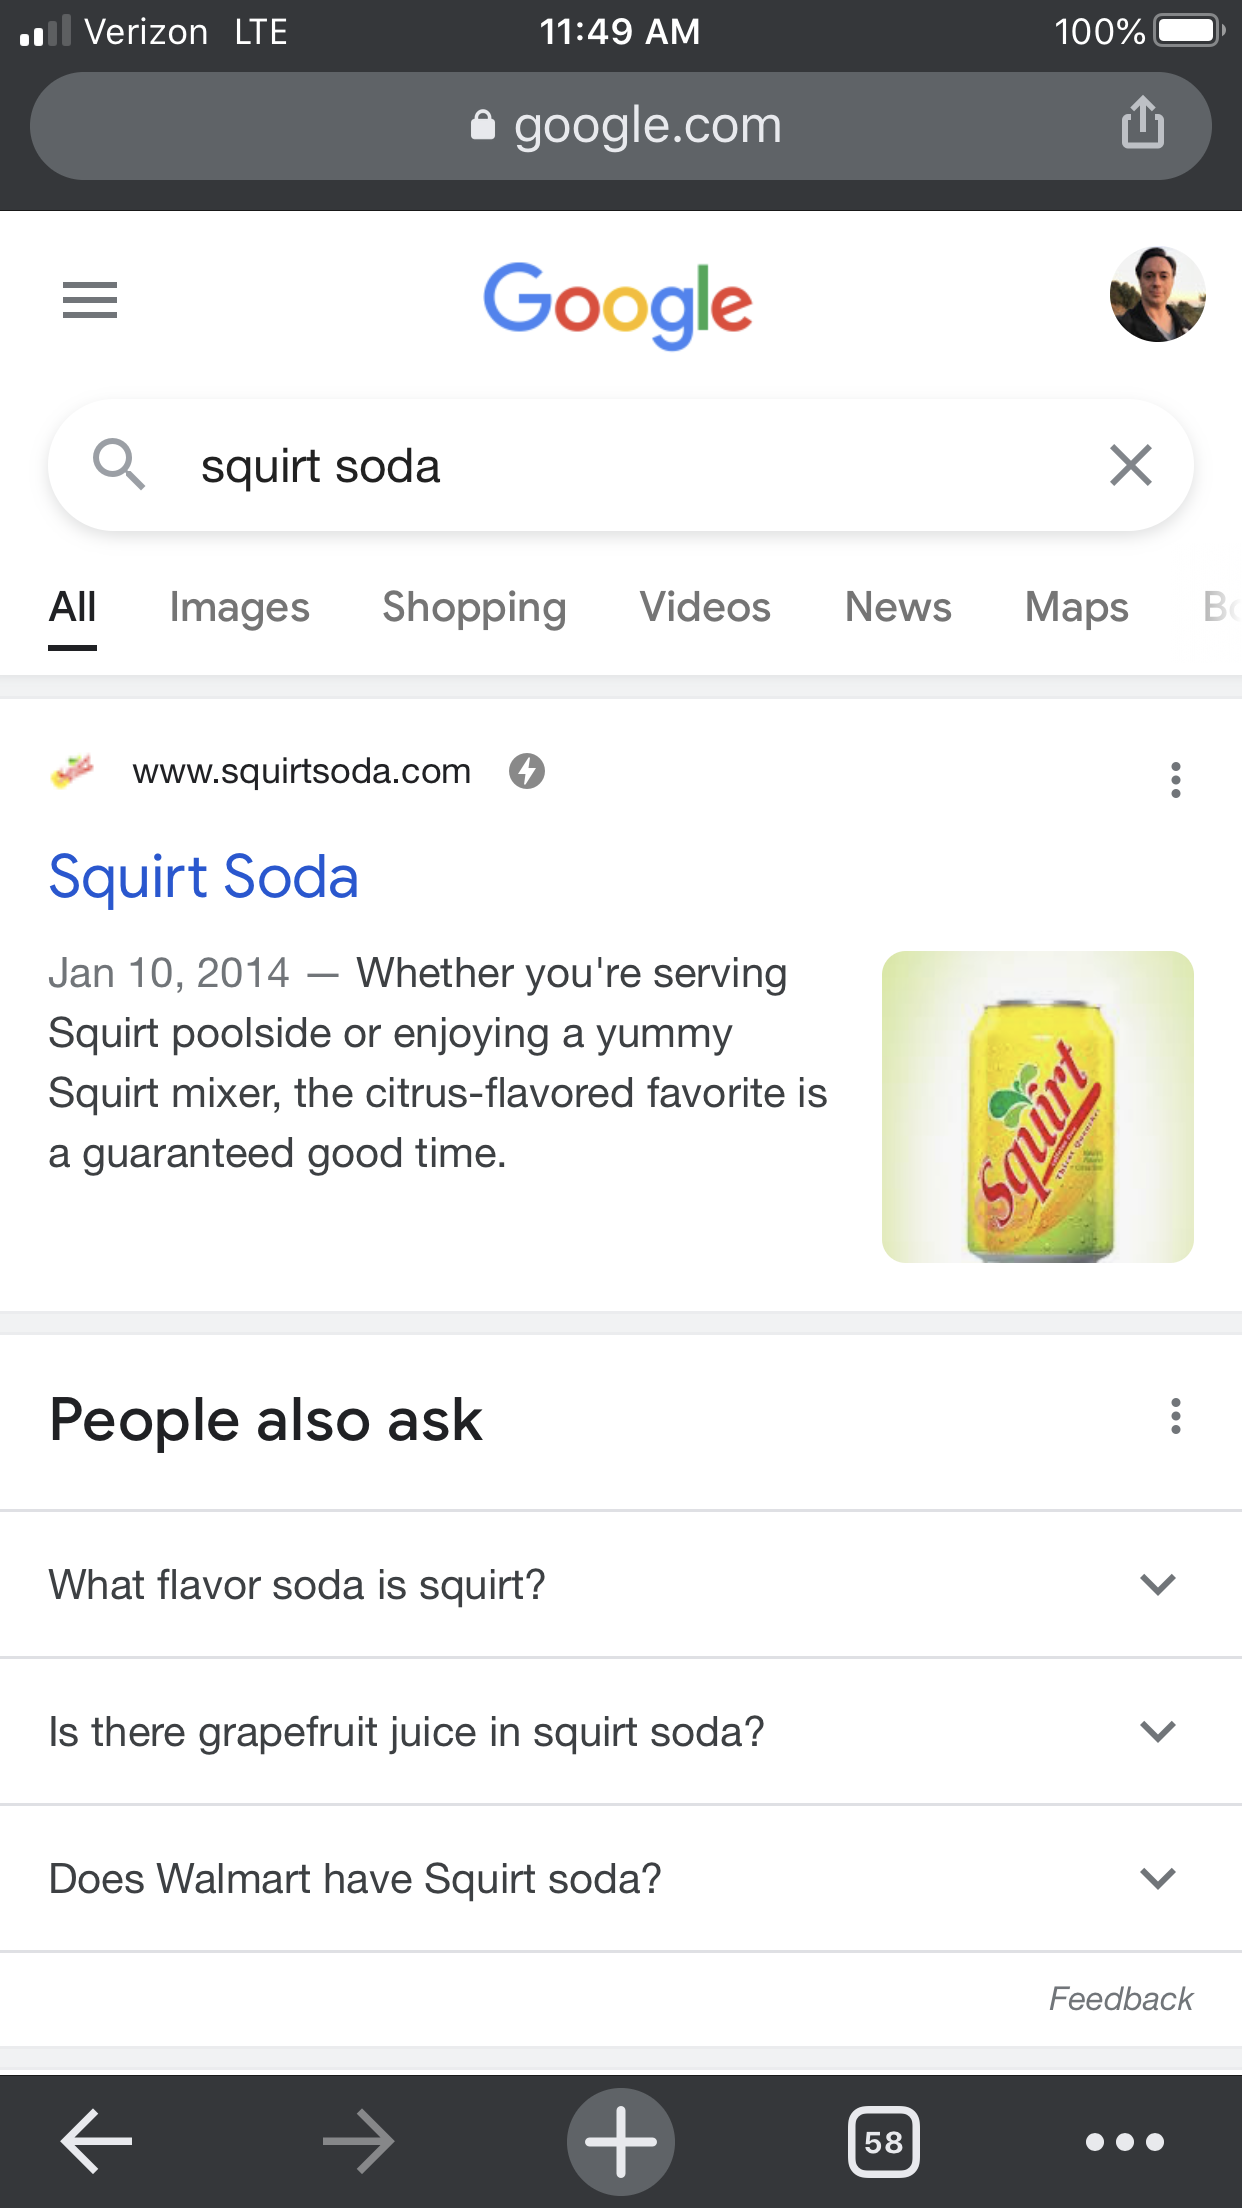 Verizon LTE 11:49 AM 100%
google.com
Google
squirt soda
All Images Shopping Videos News Maps
www.squirtsoda.com
Squirt Soda
Jan 10, 2014 — Whether you're serving
Squirt poolside or enjoying a yummy
Squirt mixer, the citrus-flavored favorite is
a guaranteed good time.
Squirt
People also ask
What flavor soda is squirt?
Is there grapefruit juice in squirt soda?
Does Walmart have Squirt soda?
Feedback
58